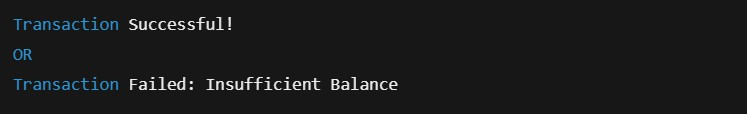 Transaction Successful!
OR
Transaction Failed: Insufficient Balance